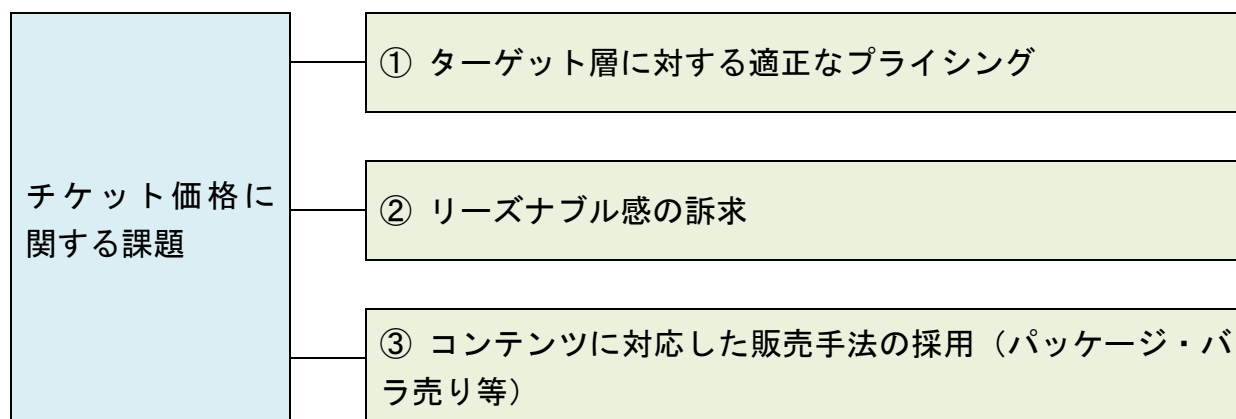 チケット価格に
関する課題
① ターゲット層に対する適正なプライシング
② リーズナブル感の訴求
③ コンテンツに対応した販売手法の採用（パッケージ・バ
ラ売り等）